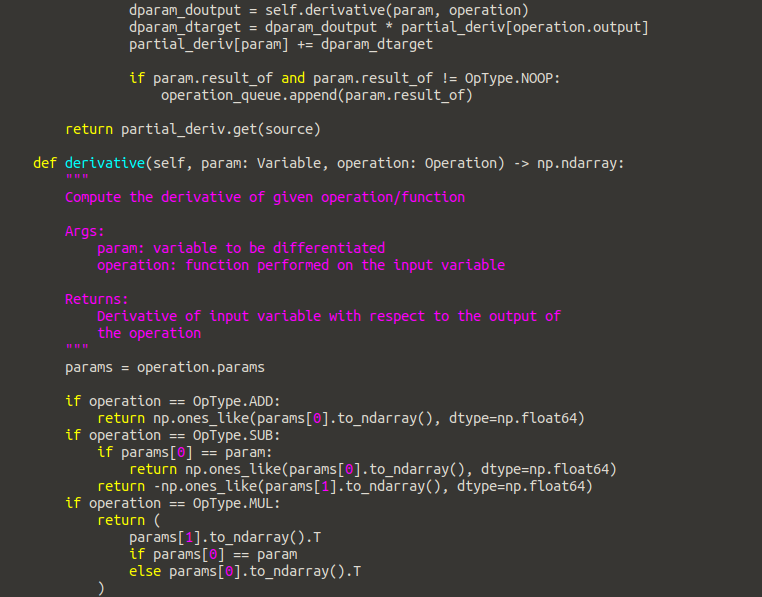 dparam_doutput = self.derivative(param, operation)
dparam_dtarget = dparam_doutput * partial_deriv[operation.output]
partial_deriv[param] += dparam_dtarget
if param.result_of and param.result_of != OpType.NOOP:
operation_queue.append(param.result_of)
return partial_deriv.get(source)
def derivative(self, param: Variable, operation: Operation) -> np.ndarray:
"""
Compute the derivative of given operation/function
Args:
param: variable to be differentiated
operation: function performed on the input variable
Returns:
Derivative of input variable with respect to the output of
the operation
"""
params = operation.params
if operation == OpType.ADD:
return np.ones_like(params[0].to_ndarray(), dtype=np.float64)
if operation == OpType.SUB:
if params[0] == param:
return np.ones_like(params[0].to_ndarray(), dtype=np.float64)
return -np.ones_like(params[1].to_ndarray(), dtype=np.float64)
if operation == OpType.MUL:
return (
params[1].to_ndarray().T
if params[0] == param
else params[0].to_ndarray().T
)